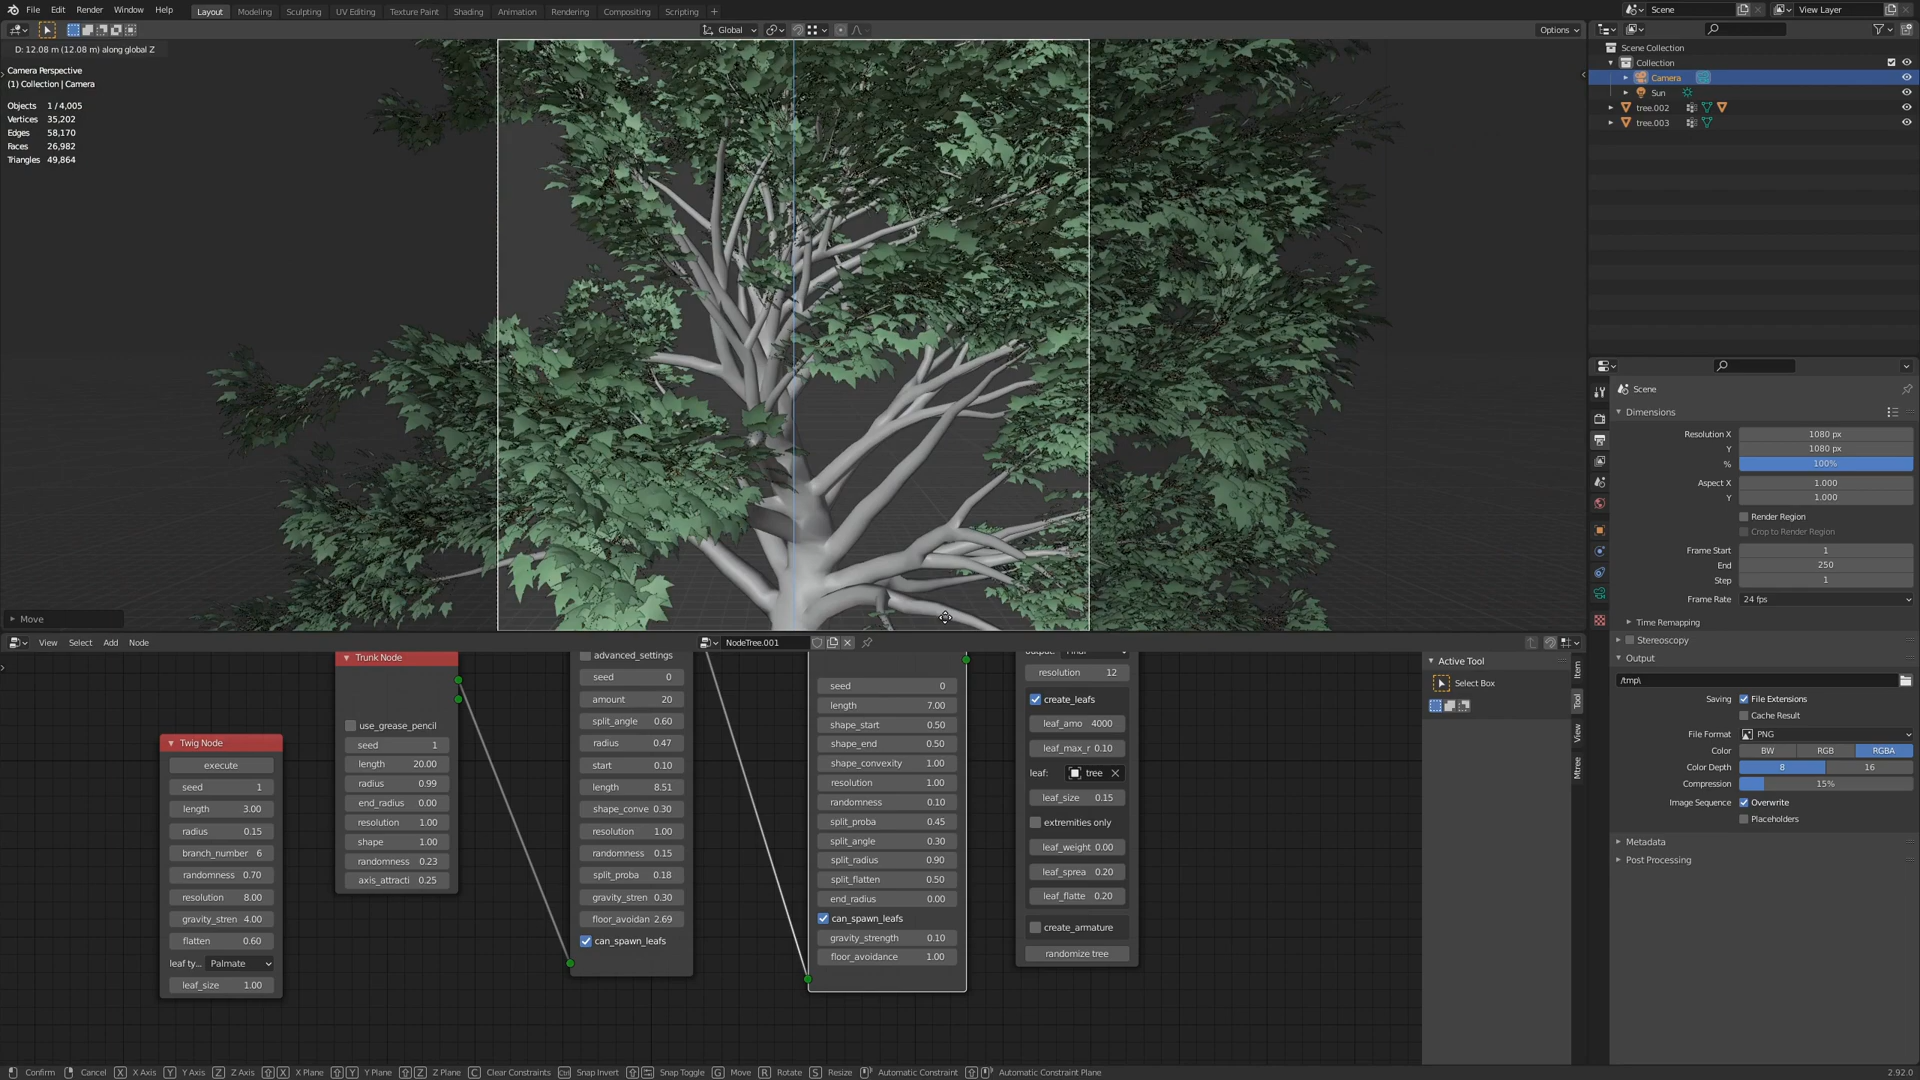 File Edit Render Window Help
Layout Modeling Sculpting UV Editing Texture Paint Shading Animation Rendering Compositing Scripting +
Scene
View Layer
Global
Options
D: 12.08 m (12.08 m) along global Z
Camera Perspective
(1) Collection | Camera
Objects 1 / 4,005
Vertices 35,202
Edges 58,170
Faces 26,982
Triangles 49,864
Move
Scene Collection
Collection
Camera
Sun
tree.002
tree.003
Scene
Dimensions
Resolution X 1080 px
Y 1080 px
% 100%
Aspect X 1.000
Y 1.000
Render Region
Crop to Render Region
Frame Start 1
End 250
Step 1
Frame Rate 24 fps
Time Remapping
Stereoscopy
Output
/tmp\
Saving File Extensions
Cache Result
File Format PNG
Color BW RGB RGBA
Color Depth 8 16
Compression 15%
Image Sequence Overwrite
Placeholders
Metadata
Post Processing
View Select Add Node
NodeTree.001
Twig Node
execute
seed 1
length 3.00
radius 0.15
branch_number 6
randomness 0.70
resolution 8.00
gravity_stren 4.00
flatten 0.60
leaf ty... Palmate
leaf_size 1.00
Trunk Node
use_grease_pencil
seed 1
length 20.00
radius 0.99
end_radius 0.00
resolution 1.00
shape 1.00
randomness 0.23
axis_attracti 0.25
advanced_settings
seed 0
amount 20
split_angle 0.60
radius 0.47
start 0.10
length 8.51
shape_conve 0.30
resolution 1.00
randomness 0.15
split_proba 0.18
gravity_stren 0.30
floor_avoidan 2.69
can_spawn_leafs
seed 0
length 7.00
shape_start 0.50
shape_end 0.50
shape_convexity 1.00
resolution 1.00
randomness 0.10
split_proba 0.45
split_angle 0.30
split_radius 0.90
split_flatten 0.50
end_radius 0.00
can_spawn_leafs
gravity_strength 0.10
floor_avoidance 1.00
resolution 12
create_leafs
leaf_amo 4000
leaf_max_r 0.10
leaf: tree
leaf_size 0.15
extremities only
leaf_weight 0.00
leaf_sprea 0.20
leaf_flatte 0.20
create_armature
randomize tree
Active Tool
Select Box
Item
Tool
View
Mtree
Confirm Cancel X X Axis Y Y Axis Z Z Axis X X Plane Y Y Plane Z Z Plane C Clear Constraints Ctrl Snap Invert Snap Toggle G Move R Rotate S Resize Automatic Constraint Automatic Constraint Plane
2.92.0